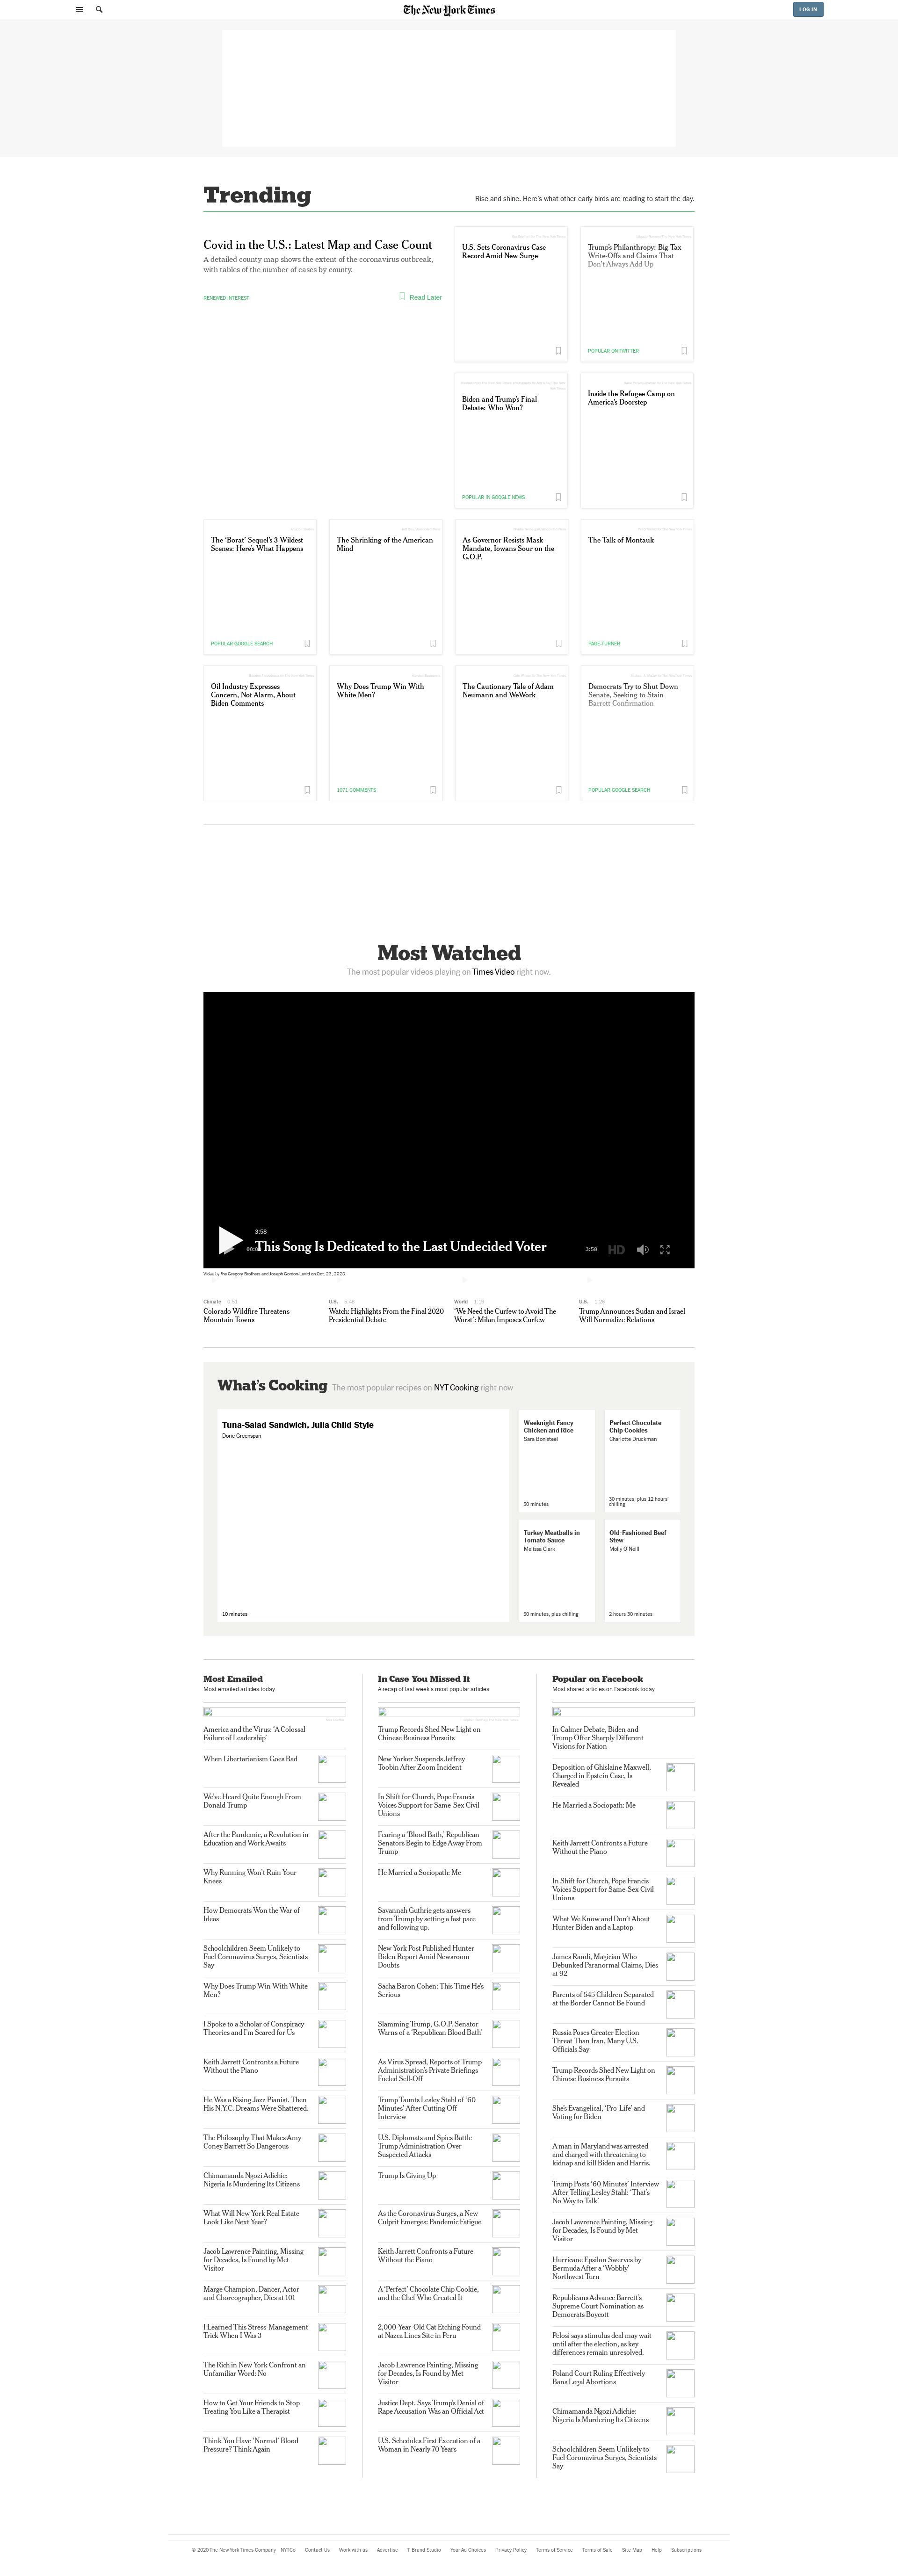 The New York Times
LOG IN
Trending
Rise and shine. Here's what other early birds are reading to start the day.
Covid in the U.S.: Latest Map and Case Count
A detailed county map shows the extent of the coronavirus outbreak,
with tables of the number of cases by county.
RENEWED INTEREST
Read Later
U.S. Sets Coronavirus Case
Record Amid New Surge
Trump's Philanthropy: Big Tax
Write-Offs and Claims That
Don't Always Add Up
POPULAR ON TWITTER
Biden and Trump's Final
Debate: Who Won?
POPULAR IN GOOGLE NEWS
Inside the Refugee Camp on
America's Doorstep
The 'Borat' Sequel's 3 Wildest
Scenes: Here's What Happens
POPULAR GOOGLE SEARCH
The Shrinking of the American
Mind
As Governor Resists Mask
Mandate, Iowans Sour on the
G.O.P.
The Talk of Montauk
PAGE-TURNER
Oil Industry Expresses
Concern, Not Alarm, About
Biden Comments
Why Does Trump Win With
White Men?
1071 COMMENTS
The Cautionary Tale of Adam
Neumann and WeWork
Democrats Try to Shut Down
Senate, Seeking to Stain
Barrett Confirmation
POPULAR GOOGLE SEARCH
Most Watched
The most popular videos playing on Times Video right now.
3:58
This Song Is Dedicated to the Last Undecided Voter
3:58
HD
Video by the Gregory Brothers and Joseph Gordon-Levitt on Oct. 23, 2020.
Climate 0:51
Colorado Wildfire Threatens
Mountain Towns
U.S. 5:48
Watch: Highlights From the Final 2020
Presidential Debate
World 1:18
'We Need the Curfew to Avoid The
Worst': Milan Imposes Curfew
U.S. 1:26
Trump Announces Sudan and Israel
Will Normalize Relations
What's Cooking The most popular recipes on NYT Cooking right now
Tuna-Salad Sandwich, Julia Child Style
Dorie Greenspan
10 minutes
Weeknight Fancy
Chicken and Rice
Sara Bonisteel
50 minutes
Perfect Chocolate
Chip Cookies
Charlotte Druckman
30 minutes, plus 12 hours'
chilling
Turkey Meatballs in
Tomato Sauce
Melissa Clark
50 minutes, plus chilling
Old-Fashioned Beef
Stew
Molly O'Neill
2 hours 30 minutes
Most Emailed
Most emailed articles today
America and the Virus: 'A Colossal
Failure of Leadership'
When Libertarianism Goes Bad
We've Heard Quite Enough From
Donald Trump
After the Pandemic, a Revolution in
Education and Work Awaits
Why Running Won't Ruin Your
Knees
How Democrats Won the War of
Ideas
Schoolchildren Seem Unlikely to
Fuel Coronavirus Surges, Scientists
Say
Why Does Trump Win With White
Men?
I Spoke to a Scholar of Conspiracy
Theories and I'm Scared for Us
Keith Jarrett Confronts a Future
Without the Piano
He Was a Rising Jazz Pianist. Then
His N.Y.C. Dreams Were Shattered.
The Philosophy That Makes Amy
Coney Barrett So Dangerous
Chimamanda Ngozi Adichie:
Nigeria Is Murdering Its Citizens
What Will New York Real Estate
Look Like Next Year?
Jacob Lawrence Painting, Missing
for Decades, Is Found by Met
Visitor
Marge Champion, Dancer, Actor
and Choreographer, Dies at 101
I Learned This Stress-Management
Trick When I Was 3
The Rich in New York Confront an
Unfamiliar Word: No
How to Get Your Friends to Stop
Treating You Like a Therapist
Think You Have 'Normal' Blood
Pressure? Think Again
In Case You Missed It
A recap of last week's most popular articles
Trump Records Shed New Light on
Chinese Business Pursuits
New Yorker Suspends Jeffrey
Toobin After Zoom Incident
In Shift for Church, Pope Francis
Voices Support for Same-Sex Civil
Unions
Fearing a 'Blood Bath,' Republican
Senators Begin to Edge Away From
Trump
He Married a Sociopath: Me
Savannah Guthrie gets answers
from Trump by setting a fast pace
and following up.
New York Post Published Hunter
Biden Report Amid Newsroom
Doubts
Sacha Baron Cohen: This Time He's
Serious
Slamming Trump, G.O.P. Senator
Warns of a 'Republican Blood Bath'
As Virus Spread, Reports of Trump
Administration's Private Briefings
Fueled Sell-Off
Trump Taunts Lesley Stahl of '60
Minutes' After Cutting Off
Interview
U.S. Diplomats and Spies Battle
Trump Administration Over
Suspected Attacks
Trump Is Giving Up
As the Coronavirus Surges, a New
Culprit Emerges: Pandemic Fatigue
Keith Jarrett Confronts a Future
Without the Piano
A 'Perfect' Chocolate Chip Cookie,
and the Chef Who Created It
2,000-Year-Old Cat Etching Found
at Nazca Lines Site in Peru
Jacob Lawrence Painting, Missing
for Decades, Is Found by Met
Visitor
Justice Dept. Says Trump's Denial of
Rape Accusation Was an Official Act
U.S. Schedules First Execution of a
Woman in Nearly 70 Years
Popular on Facebook
Most shared articles on Facebook today
In Calmer Debate, Biden and
Trump Offer Sharply Different
Visions for Nation
Deposition of Ghislaine Maxwell,
Charged in Epstein Case, Is
Revealed
He Married a Sociopath: Me
Keith Jarrett Confronts a Future
Without the Piano
In Shift for Church, Pope Francis
Voices Support for Same-Sex Civil
Unions
What We Know and Don't About
Hunter Biden and a Laptop
James Randi, Magician Who
Debunked Paranormal Claims, Dies
at 92
Parents of 545 Children Separated
at the Border Cannot Be Found
Russia Poses Greater Election
Threat Than Iran, Many U.S.
Officials Say
Trump Records Shed New Light on
Chinese Business Pursuits
She's Evangelical, 'Pro-Life' and
Voting for Biden
A man in Maryland was arrested
and charged with threatening to
kidnap and kill Biden and Harris.
Trump Posts '60 Minutes' Interview
After Telling Lesley Stahl: 'That's
No Way to Talk'
Jacob Lawrence Painting, Missing
for Decades, Is Found by Met
Visitor
Hurricane Epsilon Swerves by
Bermuda After a 'Wobbly'
Northwest Turn
Republicans Advance Barrett's
Supreme Court Nomination as
Democrats Boycott
Pelosi says stimulus deal may wait
until after the election, as key
differences remain unresolved.
Poland Court Ruling Effectively
Bans Legal Abortions
Chimamanda Ngozi Adichie:
Nigeria Is Murdering Its Citizens
Schoolchildren Seem Unlikely to
Fuel Coronavirus Surges, Scientists
Say
© 2020 The New York Times Company NYTCo Contact Us Work with us Advertise T Brand Studio Your Ad Choices Privacy Policy Terms of Service Terms of Sale Site Map Help Subscriptions